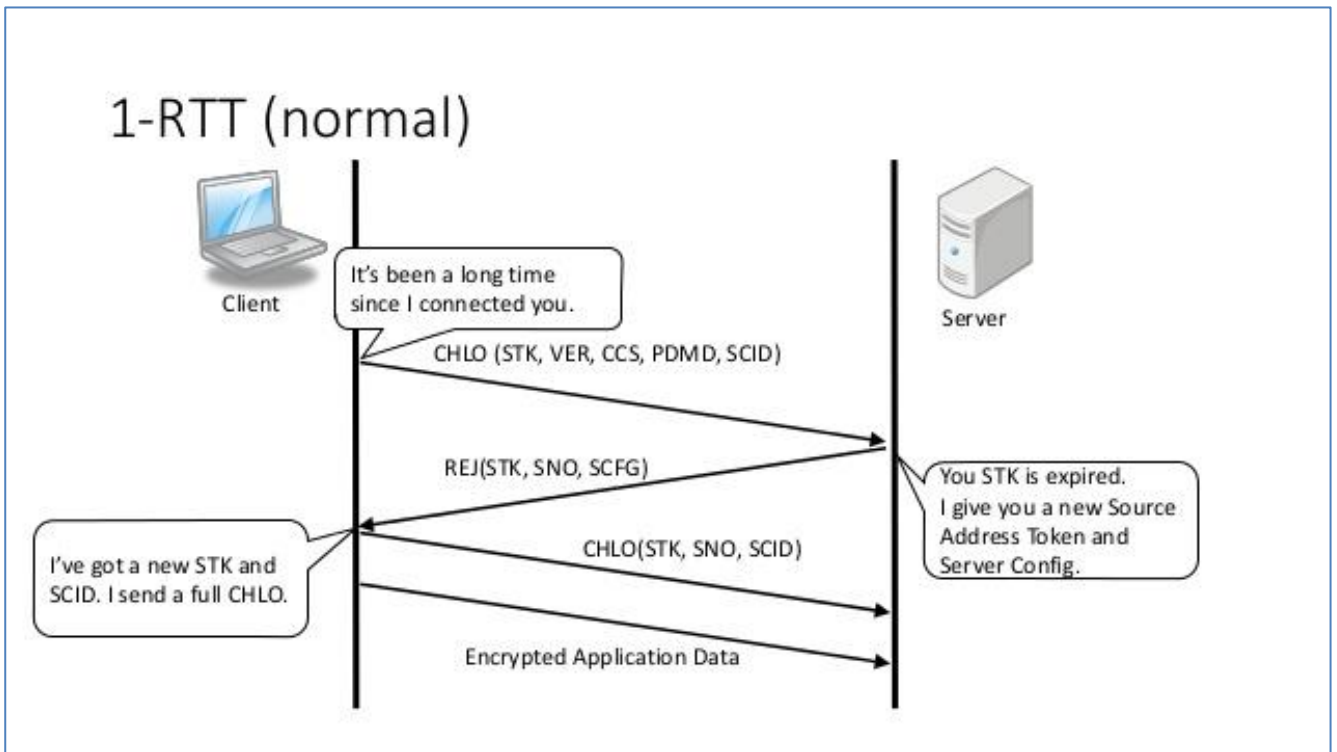 1-RTT (normal)
It's been a long time
since I connected you.
Client
Server
CHLO (STK, VER, CCS, PDMD, SCID)
REJ(STK, SNO, SCFG)
You STK is expired.
I give you a new Source
Address Token and
Server Config.
I've got a new STK and
SCID. I send a full CHLO.
CHLO(STK, SNO, SCID)
Encrypted Application Data